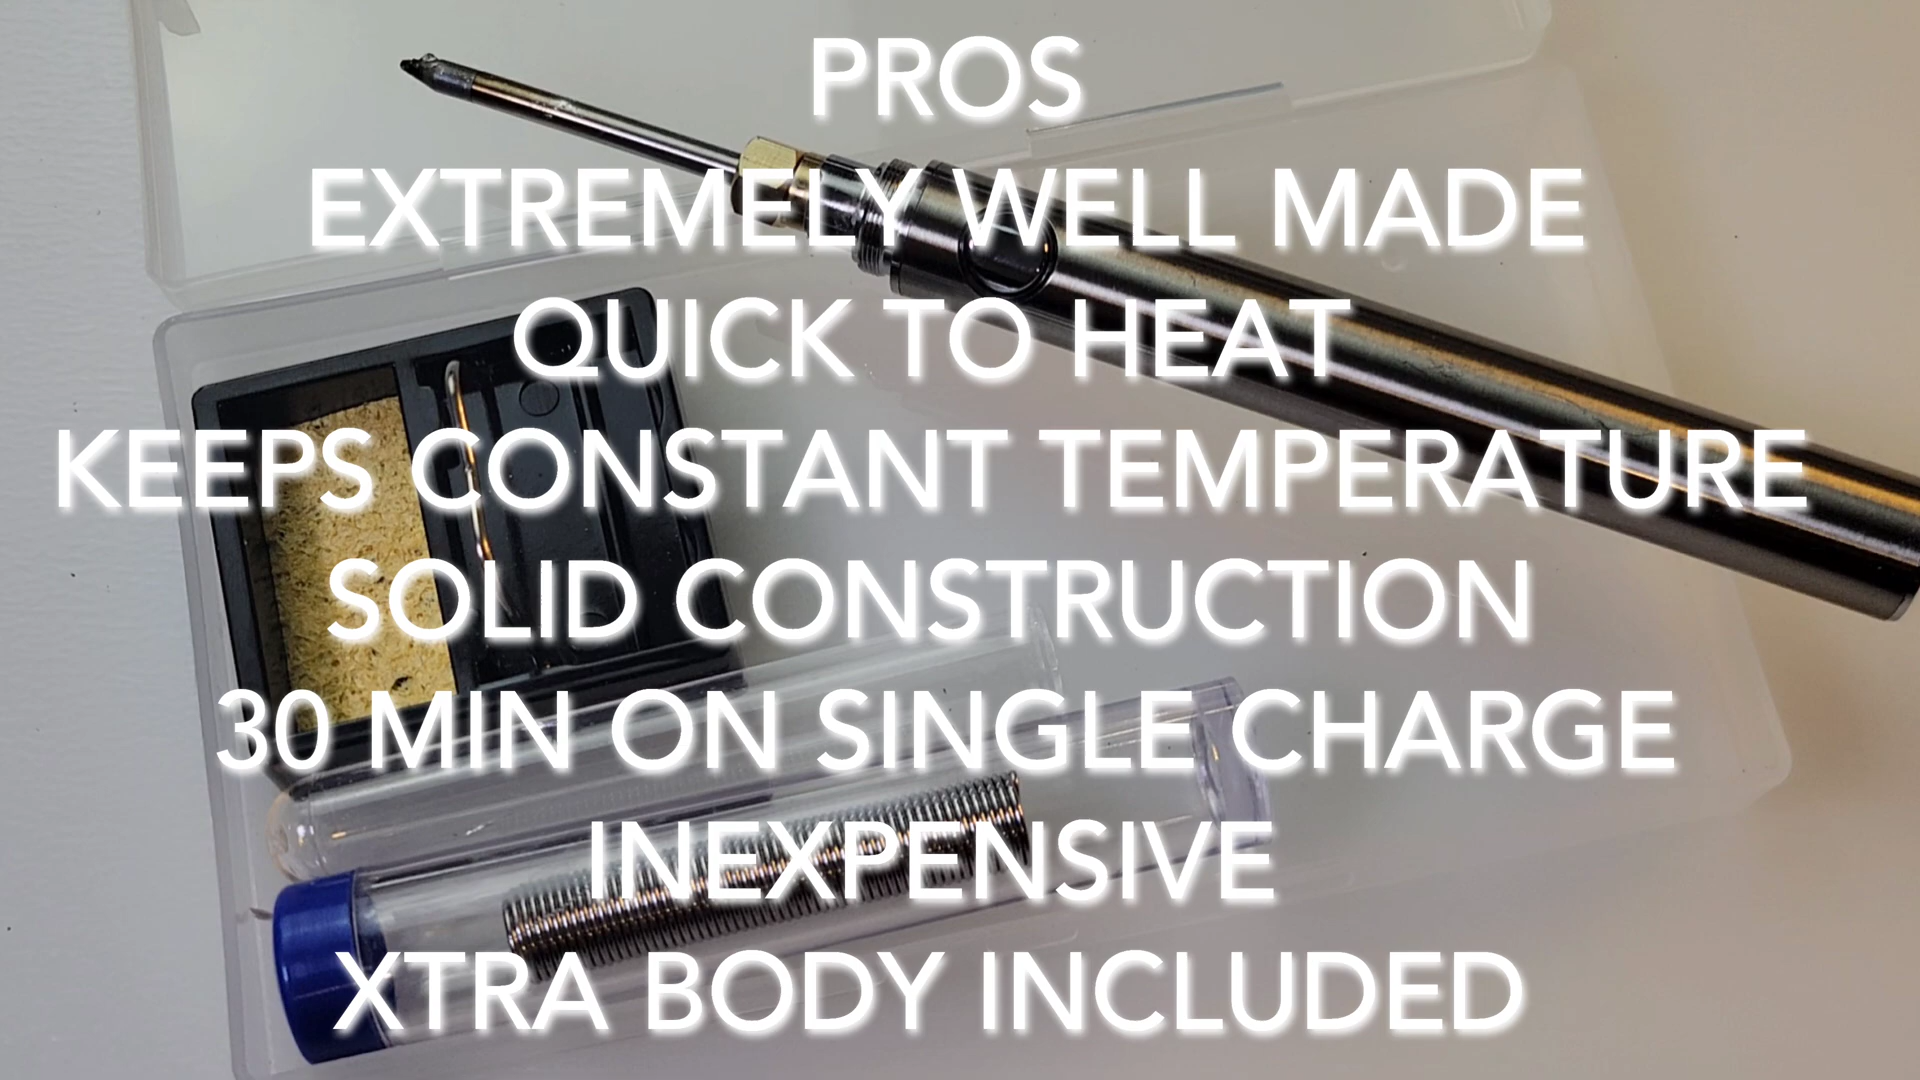 PROS
EXTREMELY WELL MADE
QUICK TO HEAT
KEEPS CONSTANT TEMPERATURE
SOLID CONSTRUCTION
30 MIN ON SINGLE CHARGE
INEXPENSIVE
XTRA BODY INCLUDED